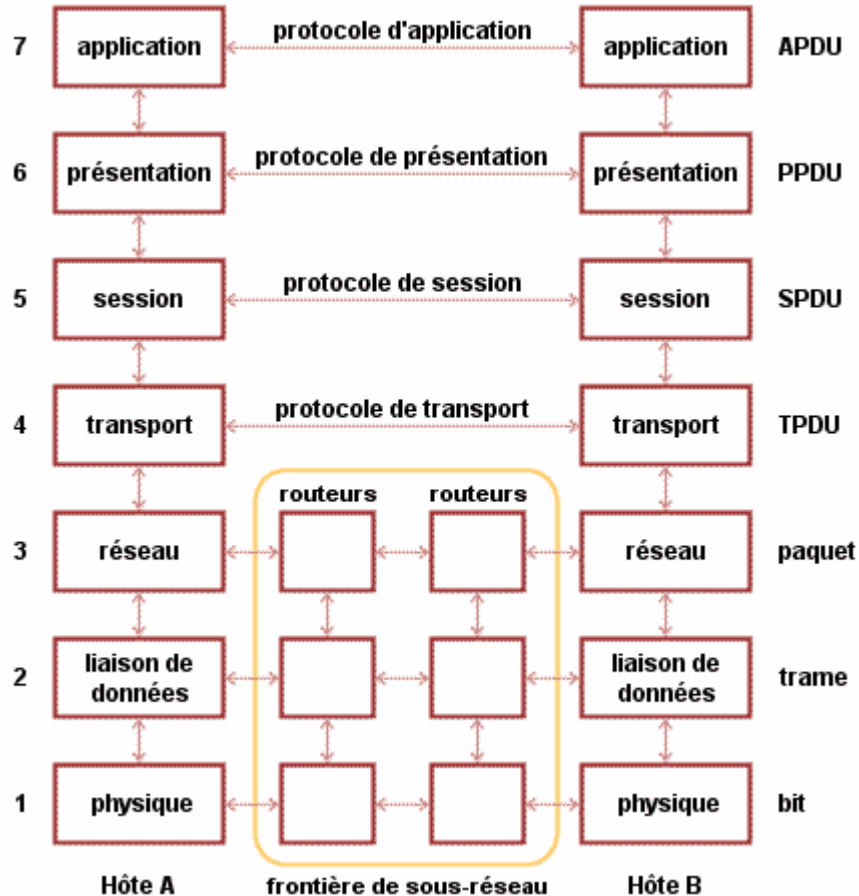 7 application protocole d'application application APDU
6 présentation protocole de présentation présentation PPDU
5 session protocole de session session SPDU
4 transport protocole de transport transport TPDU
routeurs routeurs
3 réseau réseau paquet
2 liaison de données liaison de données trame
1 physique physique bit
Hôte A frontière de sous-réseau Hôte B